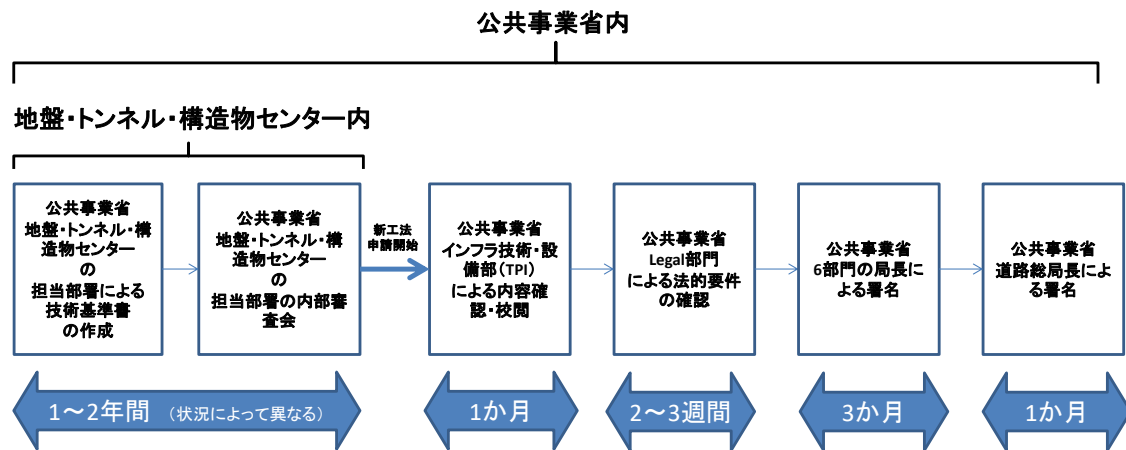 公共事業省内
地盤・トンネル・構造物センター内
公共事業省
地盤・トンネル・構
造物センター
の
担当部署による
技術基準書
の作成
公共事業省
地盤・トンネル・構
造物センター
の
担当部署の内部審
査会
新工法
申請開始
公共事業省
インフラ技術・設
備部(TPI)
による内容確
認・校閲
公共事業省
Legal部門
による法的要件
の確認
公共事業省
6部門の局長に
よる署名
公共事業省
道路総局長によ
る署名
1～2年間 (状況によって異なる)
1か月
2～3週間
3か月
1か月